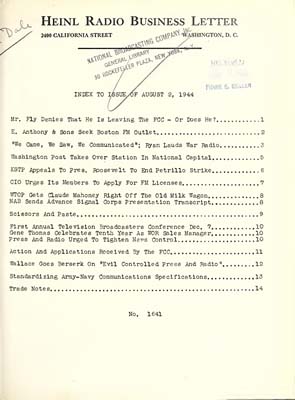 Dale
HEINL RADIO BUSINESS LETTER
2400 CALIFORNIA STREET WASHINGTON, D. C.
NATIONAL BROADCASTING COMPANY, INC.
GENERAL LIBRARY
30 ROCKEFELLER PLAZA, NEW YORK, N. Y.
INDEX TO ISSUE OF AUGUST 2, 1944
Mr. Fly Denies That He Is Leaving The FCC - Or Does He?............1
E. Anthony & Sons Seek Boston FM Outlet............2
"We Came, We Saw, We Communicated"; Ryan Lauds War Radio............3
Washington Post Takes Over Station In National Capital............5
KSTP Appeals To Pres. Roosevelt To End Petrillo Strike............6
CIO Urges Its Members To Apply For FM Licenses............7
WTOP Gets Claude Mahoney Right Off The Old Milk Wagon............8
NAB Sends Advance Signal Corps Presentation Transcript............8
Scissors And Paste............9
First Annual Television Broadcasters Conference Dec. 7,............10
Gene Thomas Celebrates Tenth Year As WOR Sales Manager,............10
Press And Radio Urged To Tighten News Control............10
Action And Applications Received By The FCC............11
Wallace Goes Berserk On "Evil Controlled Press And Radio"............12
Standardizing Army-Navy Communications Specifications............13
Trade Notes............14
No. 1641